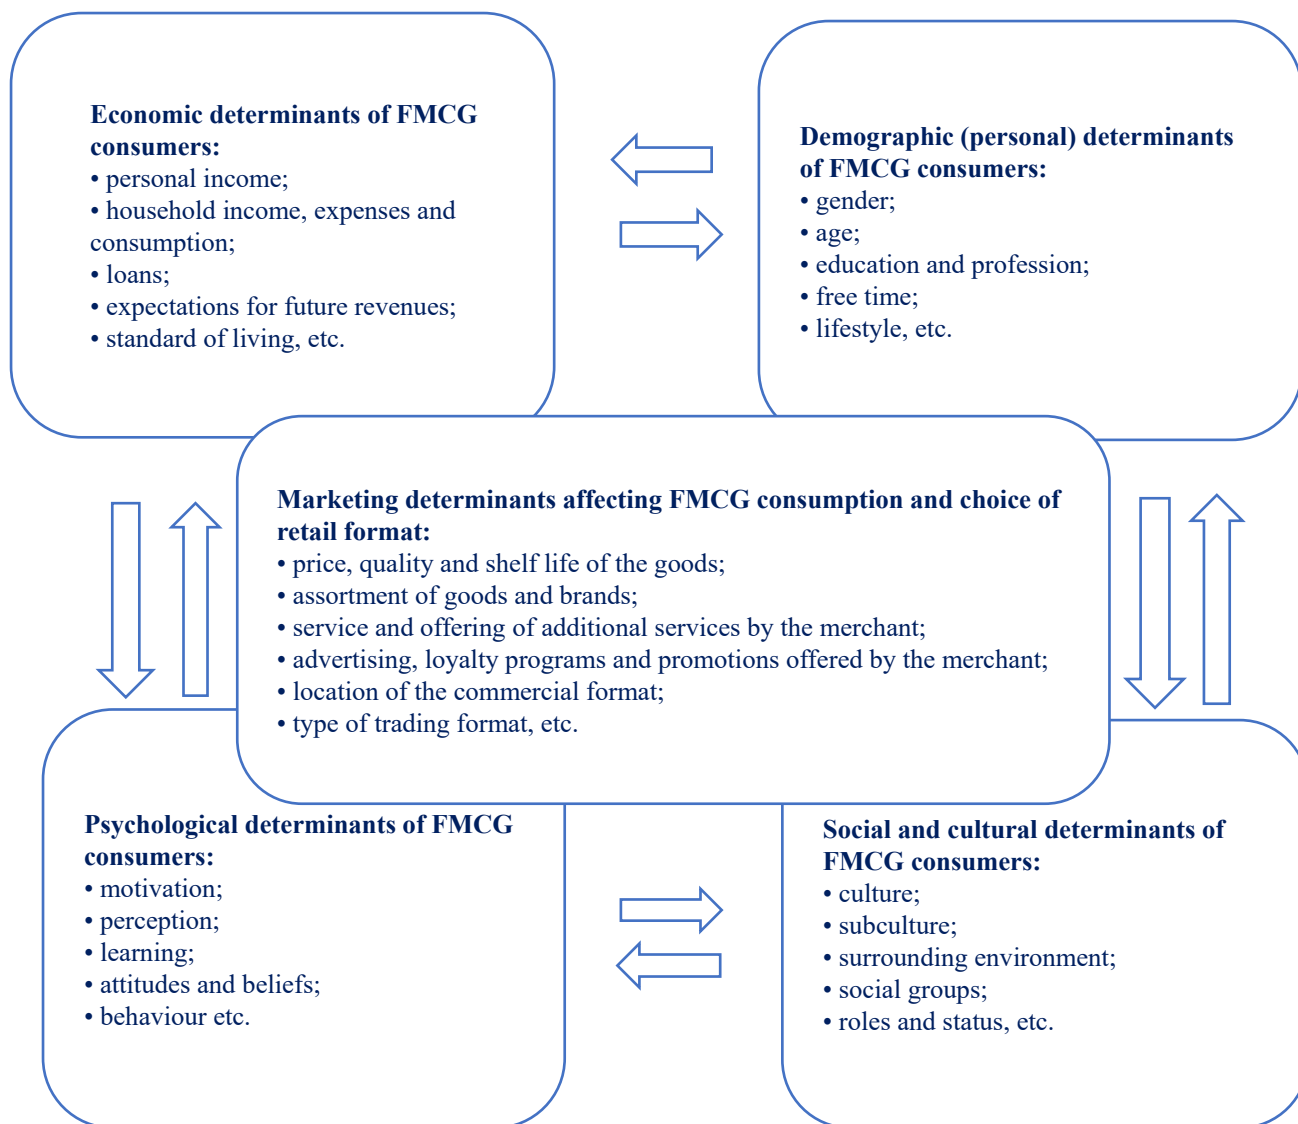 Economic determinants of FMCG
consumers:
• personal income;
• household income, expenses and
consumption;
• loans;
• expectations for future revenues;
• standard of living, etc.
Demographic (personal) determinants
of FMCG consumers:
• gender;
• age;
• education and profession;
• free time;
• lifestyle, etc.
Marketing determinants affecting FMCG consumption and choice of
retail format:
• price, quality and shelf life of the goods;
• assortment of goods and brands;
• service and offering of additional services by the merchant;
• advertising, loyalty programs and promotions offered by the merchant;
• location of the commercial format;
• type of trading format, etc.
Psychological determinants of FMCG
consumers:
• motivation;
• perception;
• learning;
• attitudes and beliefs;
• behaviour etc.
Social and cultural determinants of
FMCG consumers:
• culture;
• subculture;
• surrounding environment;
• social groups;
• roles and status, etc.